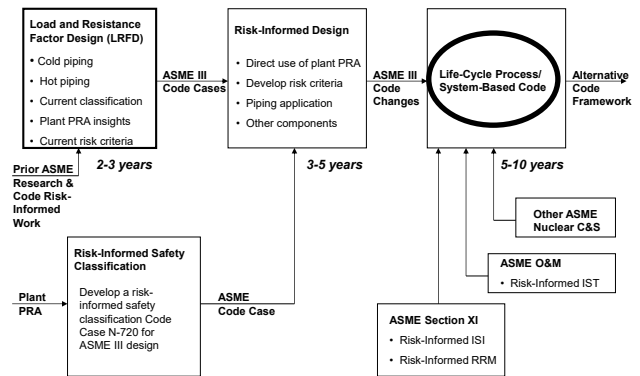 Load and Resistance
Factor Design (LRFD)
• Cold piping
• Hot piping
• Current classification
• Plant PRA insights
• Current risk criteria
ASME III
Code Cases
Risk-Informed Design
• Direct use of plant PRA
• Develop risk criteria
• Piping application
• Other components
ASME III
Code
Changes
Life-Cycle Process/
System-Based Code
Alternative
Code
Framework
2-3 years
3-5 years
5-10 years
Prior ASME
Research &
Code Risk-
Informed
Work
Risk-Informed Safety
Classification
Develop a risk-
informed safety
classification Code
Case N-720 for
ASME III design
Plant
PRA
ASME
Code Case
Other ASME
Nuclear C&S
ASME O&M
• Risk-Informed IST
ASME Section XI
• Risk-Informed ISI
• Risk-Informed RRM